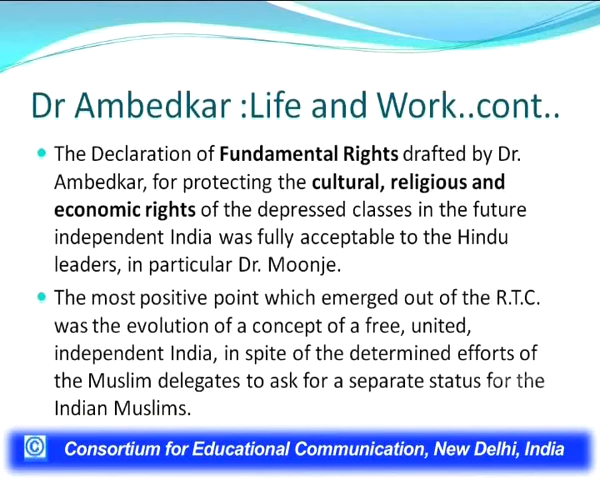 Dr Ambedkar :Life and Work..cont..
The Declaration of Fundamental Rights drafted by Dr.
Ambedkar, for protecting the cultural, religious and
economic rights of the depressed classes in the future
independent India was fully acceptable to the Hindu
leaders, in particular Dr. Moonje.
The most positive point which emerged out of the R.T.C.
was the evolution of a concept of a free, united,
independent India, in spite of the determined efforts of
the Muslim delegates to ask for a separate status for the
Indian Muslims.
© Consortium for Educational Communication, New Delhi, India